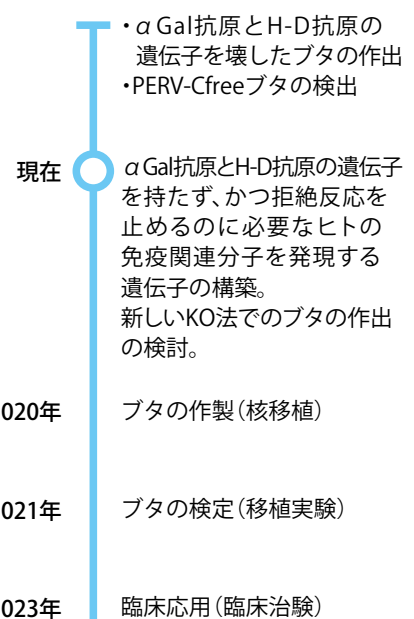 ・αGal抗原とH-D抗原の
遺伝子を壊したブタの作出
・PERV-Cfreeブタの検出
現在
αGal抗原とH-D抗原の遺伝子
を持たず、かつ拒絶反応を
止めるのに必要なヒトの
免疫関連分子を発現する
遺伝子の構築。
新しいKO法でのブタの作出
の検討。
020年
ブタの作製（核移植）
021年
ブタの検定（移植実験）
023年
臨床応用（臨床治験）